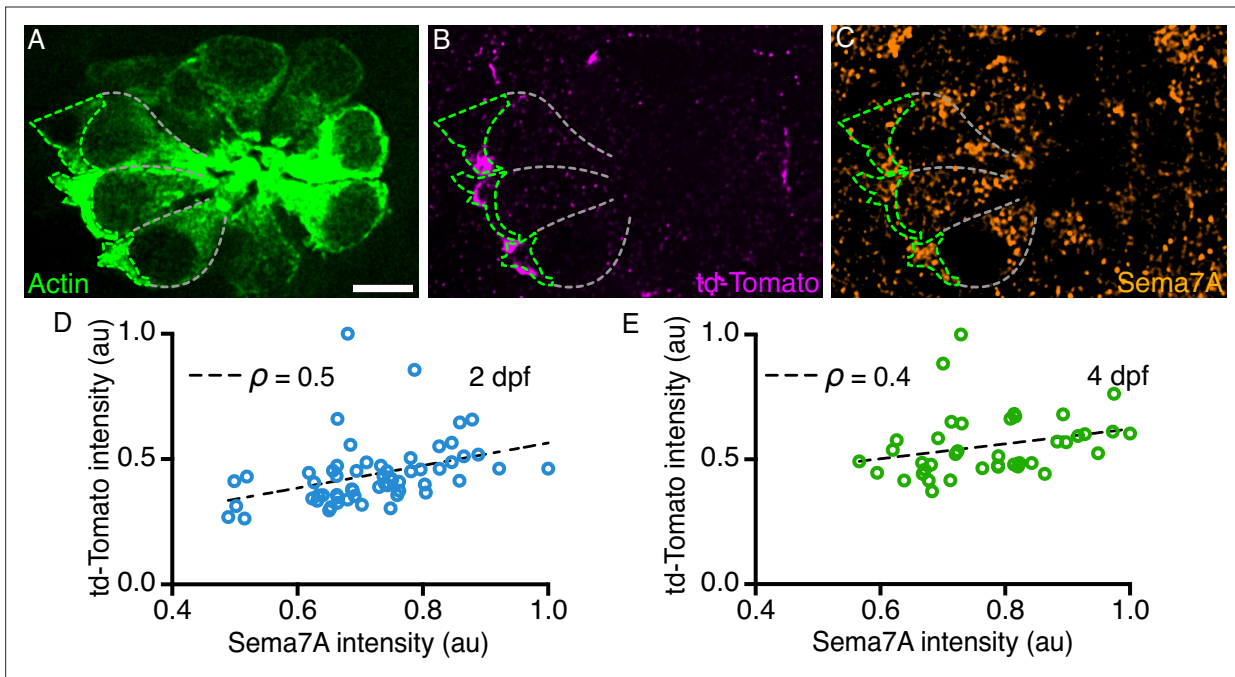 A
B
C
Actin
td-Tomato
Sema7A
D
td-Tomato intensity (au)
1.0
0.5
0.0
ρ = 0.5
2 dpf
0.4
0.6
0.8
1.0
Sema7A intensity (au)
E
td-Tomato intensity (au)
1.0
0.5
0.0
ρ = 0.4
4 dpf
0.4
0.6
0.8
1.0
Sema7A intensity (au)